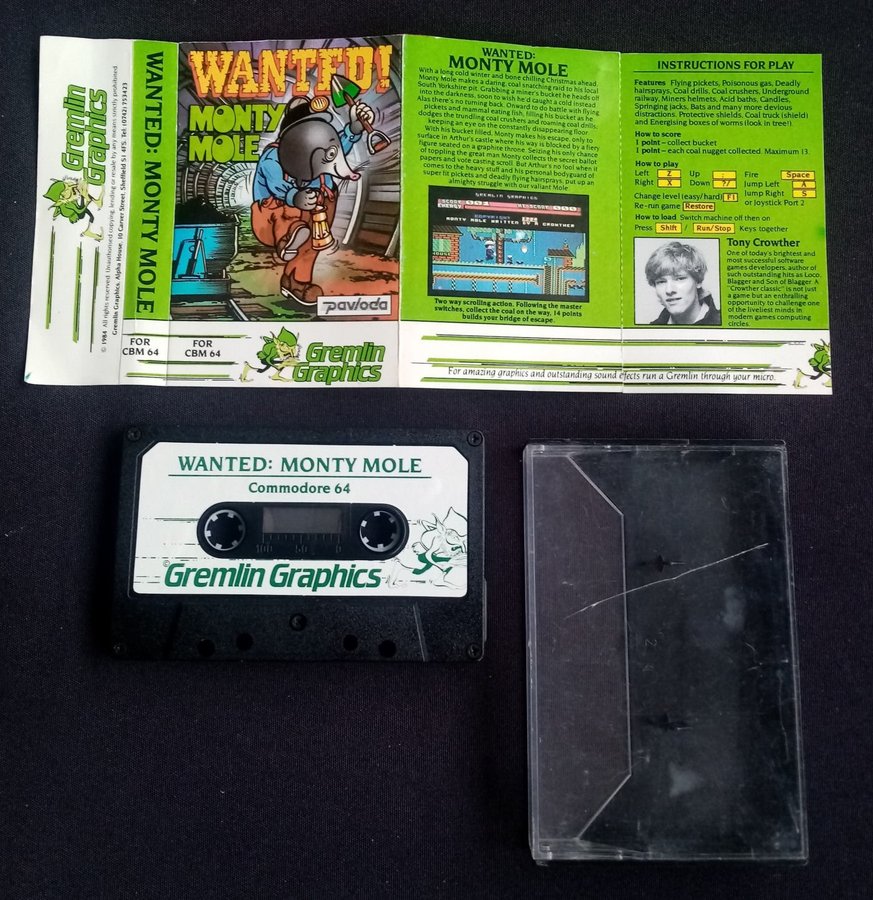 Gremlin
Graphics
© 1984 All rights reserved. Unauthorised copying, lending or resale by any means strictly prohibited.
Gremlin Graphics, Alpha House, 10 Carver Street, Sheffield S1 4FS. Tel: (0742) 753423
WANTED: MONTY MOLE
FOR
CBM 64
WANTED!
MONTY
MOLE
pavloda
FOR
CBM 64
Gremlin
Graphics
WANTED:
MONTY MOLE
With a long cold winter and bone chilling Christmas ahead,
Monty Mole makes a daring, coal snatching raid to his local
South Yorkshire pit. Grabbing a miner's bucket he heads off
into the darkness, soon to wish he'd caught a cold instead.
Alas there's no turning back. Onward to do battle with flying
pickets and mammal eating fish, filling his bucket as he
dodges the trundling coal crushers and roaming coal drills,
keeping an eye on the constantly disappearing floor.
With his bucket filled, Monty makes his escape, only to
surface in Arthur's castle where his way is blocked by a fiery
figure seated on a graphite throne. Seizing his only chance
of toppling the great man Monty collects the secret ballot
papers and vote casting scroll. But Arthur's no fool when it
comes to the heavy stuff and his personal bodyguard of
super fit pickets and deadly flying hairsprays, put up an
almighty struggle with our valiant Mole
GREMLIN GRAPHICS
SCORE 001
HISCORE 000
ENERGY
COPYRIGHT
MONTY MOLE WRITTEN BY A CROWTHER
HOUSE
Two way scrolling action. Following the master
switches, collect the coal on the way, 14 points
builds your bridge of escape.
INSTRUCTIONS FOR PLAY
Features Flying pickets, Poisonous gas, Deadly
hairsprays, Coal drills, Coal crushers, Underground
railway, Miners helmets, Acid baths, Candles,
Springing Jacks, Bats and many more devious
distractions. Protective shields, Coal truck (shield)
and Energising boxes of worms (look in tree!).
How to score
1 point – collect bucket
1 point – each coal nugget collected. Maximum 13.
How to play
Left Z Up : Fire Space
Right X Down ?/ Jump Left A
Jump Right S
Change level (easy/hard) F1
or Joystick Port 2
Re-run game Restore
How to load. Switch machine off then on
Press Shift / Run/Stop Keys together
Tony Crowther
One of today's brightest and
most successful software
games developers, author of
such outstanding hits as Loco.
Blagger and Son of Blagger. A
'Crowther classic' is not just
a game but an enthralling
opportunity to challenge one
of the liveliest minds in
modern games computing
circles.
For amazing graphics and outstanding sound effects run a Gremlin through your micro.
WANTED: MONTY MOLE
Commodore 64
100 50 0
©Gremlin Graphics